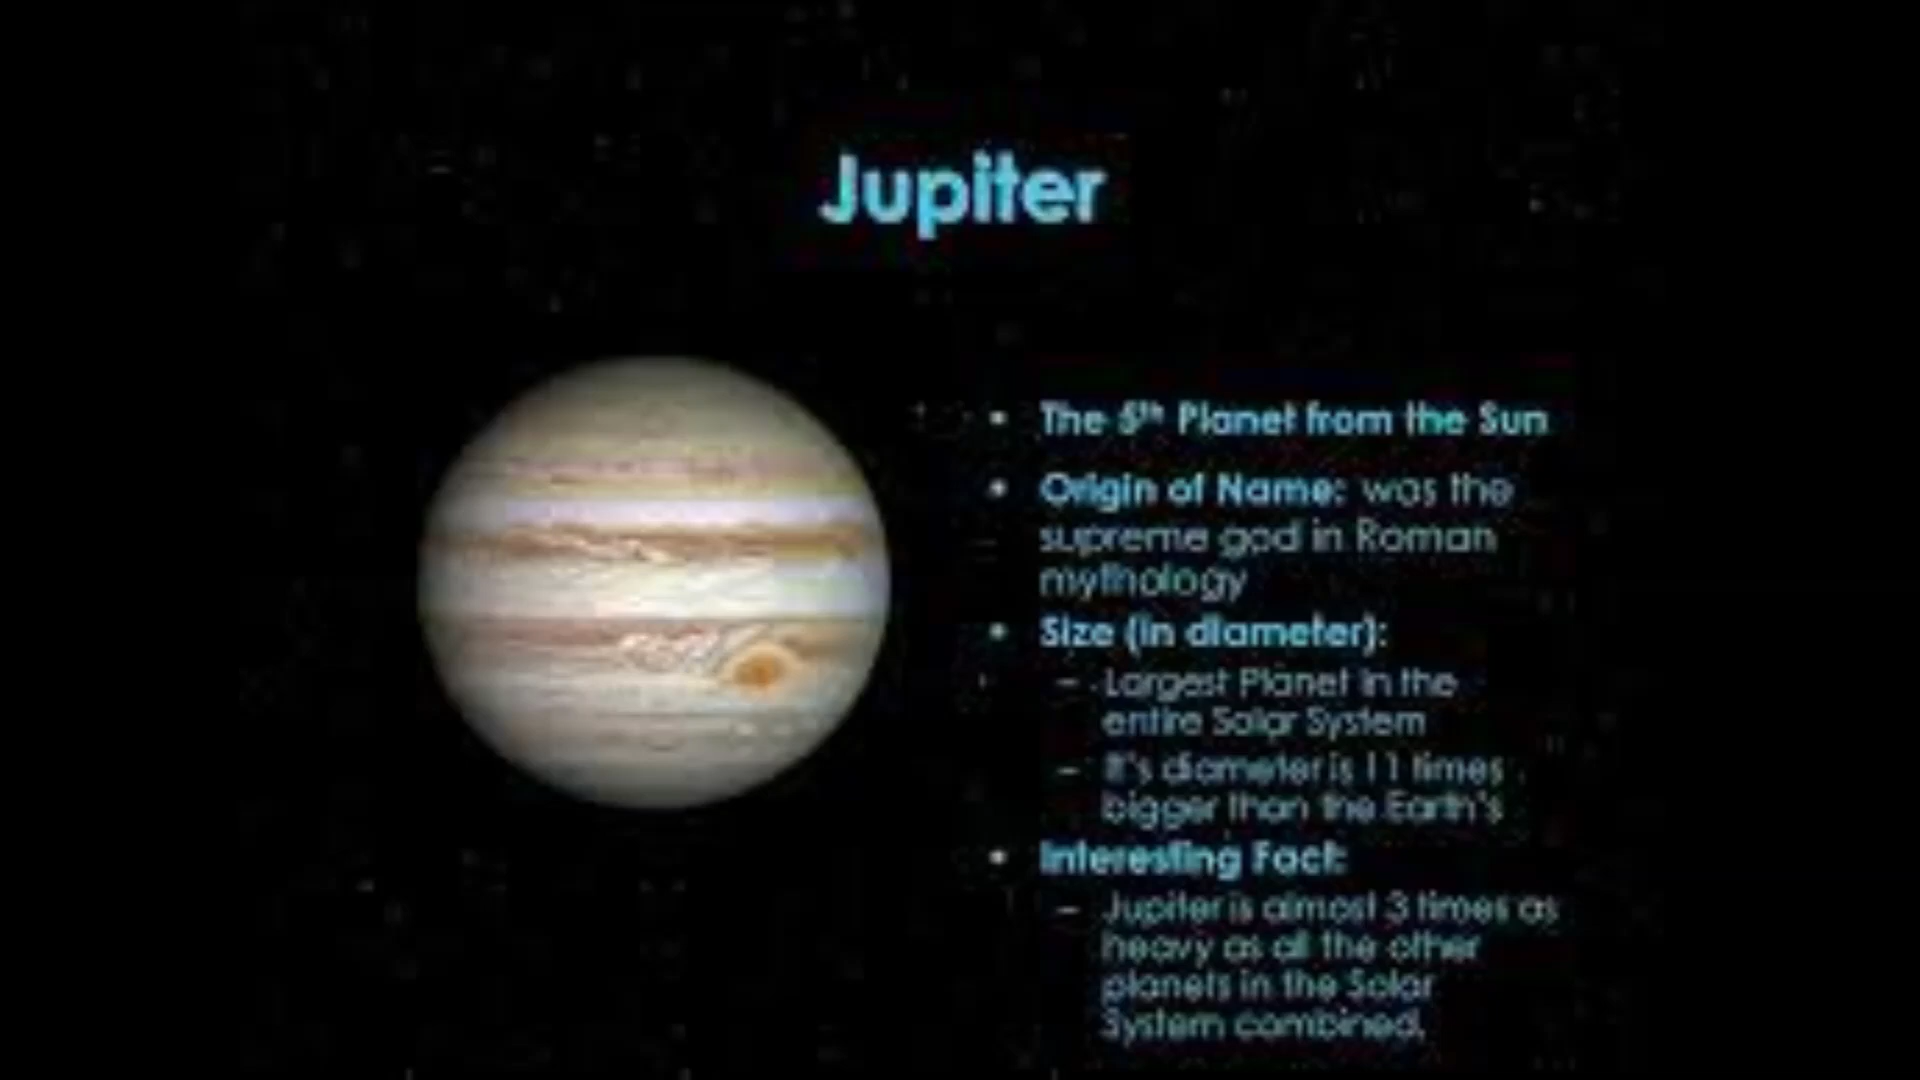 Jupiter
• The 5th Planet from the Sun
• Origin of Name: was the
supreme god in Roman
mythology
• Size (in diameter):
– Largest Planet in the
entire Solar System
– It's diameter is 11 times
bigger than the Earth's
• Interesting Fact:
– Jupiter is almost 3 times as
heavy as all the other
planets in the Solar
System combined.